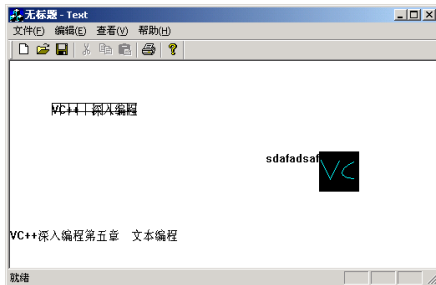 无标题 - Text
文件(F) 编辑(E) 查看(V) 帮助(H)
VC++ 深入编程
sdafadsaf
VC
VC++深入编程第五章 文本编程
就绪